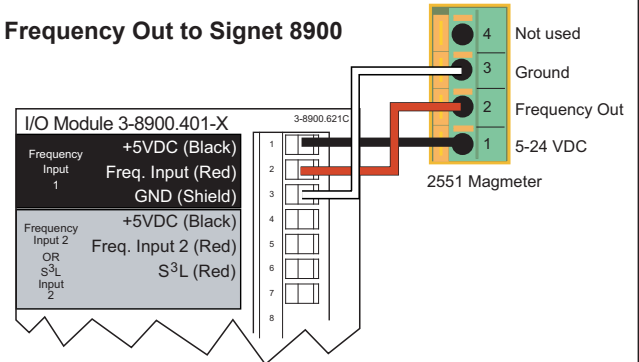 Frequency Out to Signet 8900
4 Not used
3 Ground
2 Frequency Out
1 5-24 VDC
2551 Magmeter
I/O Module 3-8900.401-X
3-8900.621C
Frequency
Input
1
+5VDC (Black)
Freq. Input (Red)
GND (Shield)
Frequency
Input 2
OR
S3L
Input
2
+5VDC (Black)
Freq. Input 2 (Red)
S3L (Red)
1
2
3
4
5
6
7
8